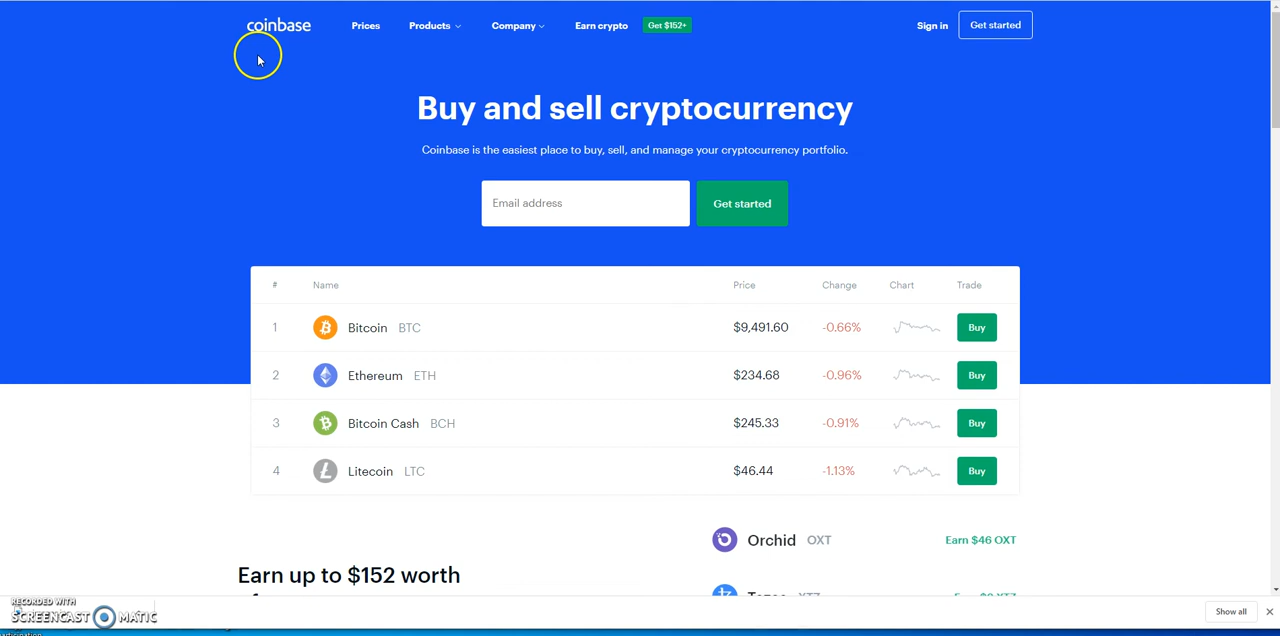 coinbase Prices Products Company Earn crypto Get $152+ Sign in Get started
Buy and sell cryptocurrency
Coinbase is the easiest place to buy, sell, and manage your cryptocurrency portfolio.
Email address Get started
# Name Price Change Chart Trade
1 Bitcoin BTC $9,491.60 -0.66% Buy
2 Ethereum ETH $234.68 -0.96% Buy
3 Bitcoin Cash BCH $245.33 -0.91% Buy
4 Litecoin LTC $46.44 -1.13% Buy
Orchid OXT Earn $46 OXT
Earn up to $152 worth
RECORDED WITH
SCREENCAST MATIC
Show all